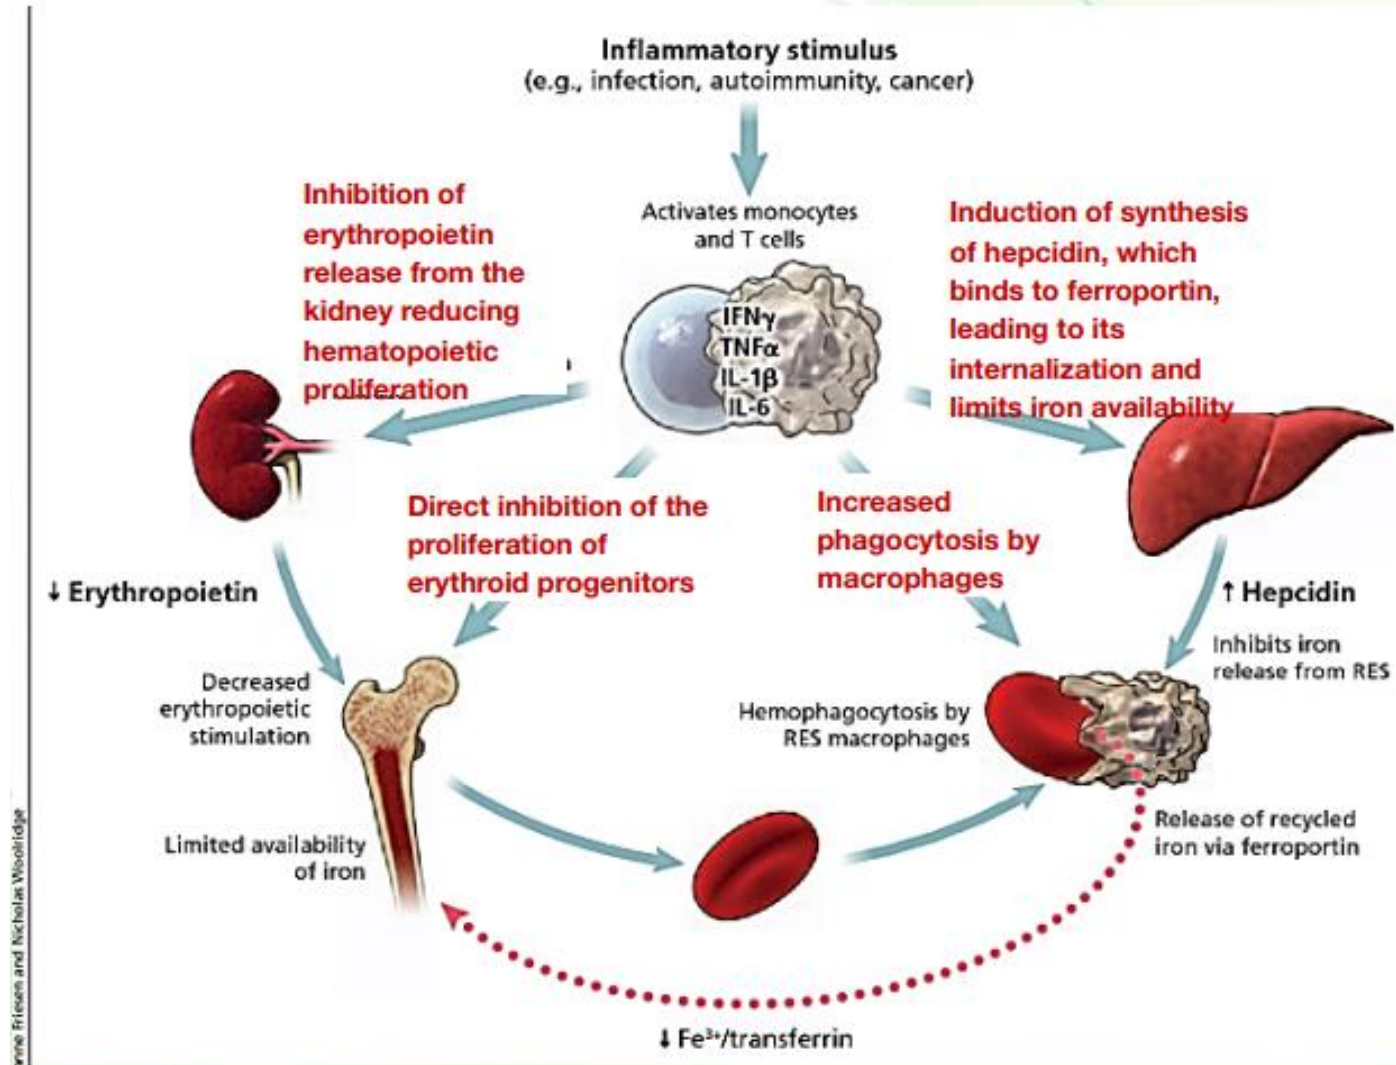 Inflammatory stimulus
(e.g., infection, autoimmunity, cancer)
Inhibition of
erythropoietin
release from the
kidney reducing
hematopoietic
proliferation
Activates monocytes
and T cells
IFNγ
TNFα
IL-1β
IL-6
Induction of synthesis
of hepcidin, which
binds to ferroportin,
leading to its
internalization and
limits iron availability
Direct inhibition of the
proliferation of
erythroid progenitors
Increased
phagocytosis by
macrophages
↓ Erythropoietin
↑ Hepcidin
Inhibits iron
release from RES
Decreased
erythropoietic
stimulation
Hemophagocytosis by
RES macrophages
Limited availability
of iron
Release of recycled
iron via ferroportin
↓ Fe³⁺/transferrin
Friesen and Nicholas Woolridge